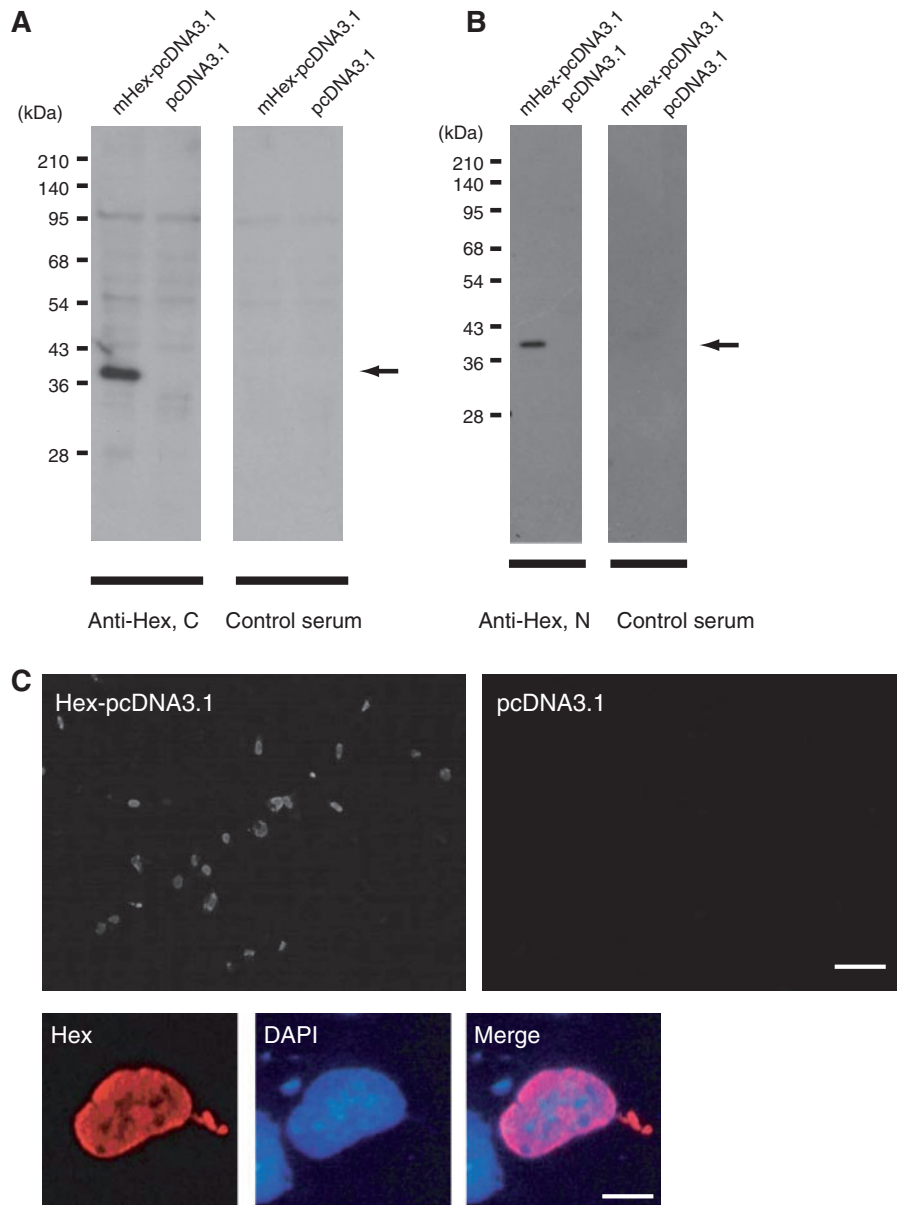 A
mHex-pcDNA3.1
pcDNA3.1
mHex-pcDNA3.1
pcDNA3.1
(kDa)
210
140
95
68
54
43
36
28
Anti-Hex, C
Control serum
B
mHex-pcDNA3.1
pcDNA3.1
mHex-pcDNA3.1
pcDNA3.1
(kDa)
210
140
95
68
54
43
36
28
Anti-Hex, N
Control serum
C
Hex-pcDNA3.1
pcDNA3.1
Hex
DAPI
Merge